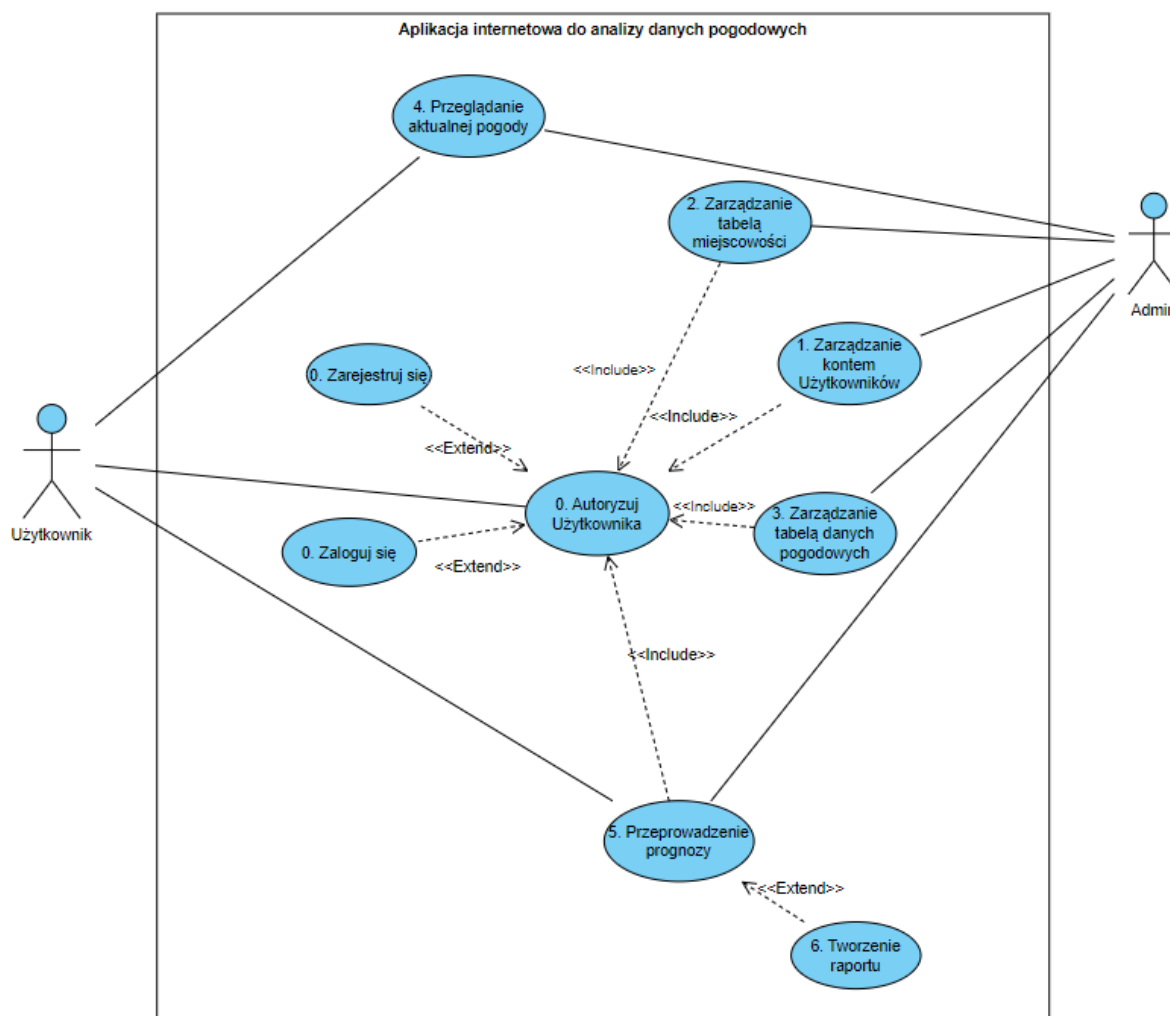 Aplikacja internetowa do analizy danych pogodowych
4. Przeglądanie
aktualnej pogody
2. Zarządzanie
tabelą
miejscowości
Admin
1. Zarządzanie
kontem
Użytkowników
<<Include>>
0. Zarejestruj się
<<Include>>
<<Extend>>
Użytkownik
0. Autoryzuj
Użytkownika
<<Include>>
3. Zarządzanie
tabelą danych
pogodowych
0. Zaloguj się
<<Extend>>
<<Include>>
5. Przeprowadzenie
prognozy
<<Extend>>
6. Tworzenie
raportu